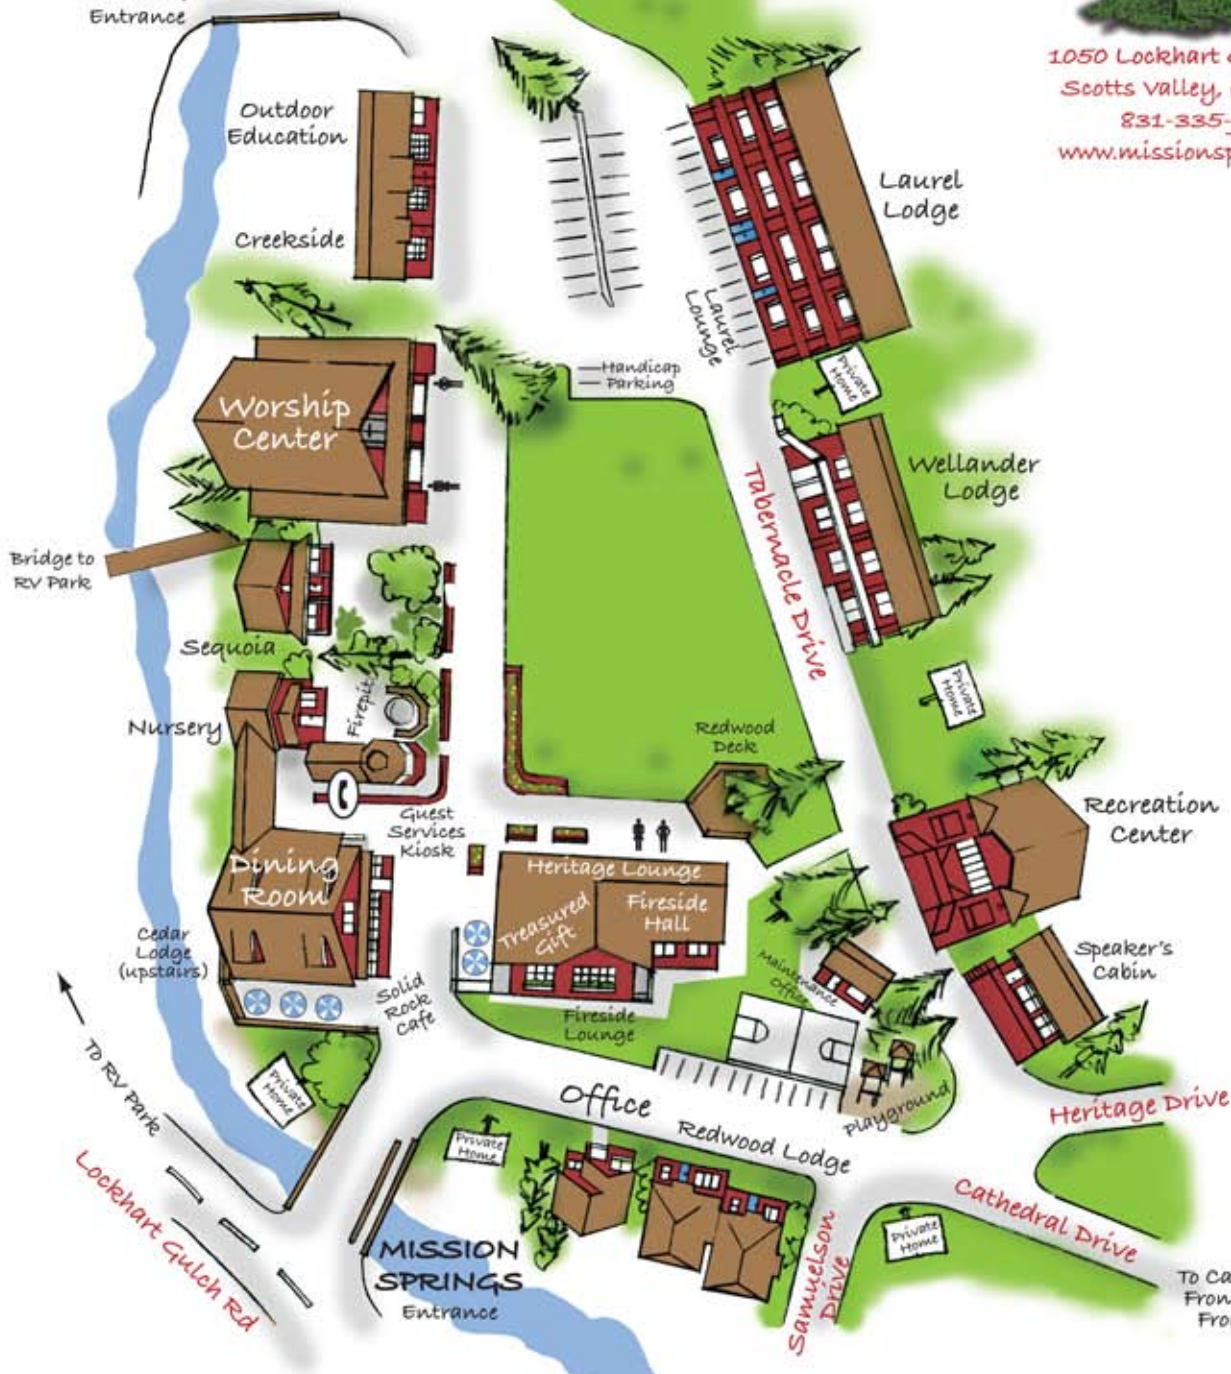 Entrance
1050 Lockhart
Scotts Valley,
831-335-
www.missionsp
Outdoor
Education
Creekside
Laurel
Lodge
Laurel
Lounge
Handicap
Parking
Private
Home
Worship
Center
Wellander
Lodge
Tabernacle Drive
Bridge to
RV Park
Sequoia
Nursery
Firepit
Private
Home
Redwood
Deck
Recreation
Center
Guest
Services
Kiosk
Dining
Room
Heritage Lounge
Treasured
Gift
Fireside
Hall
Cedar
Lodge
(upstairs)
Solid
Rock
Cafe
Fireside
Lounge
Maintenance
Office
Speaker's
Cabin
To RV Park
Private
Home
Office
Redwood Lodge
Playground
Heritage Drive
Private
Home
Lockhart Gulch Rd
MISSION
SPRINGS
Entrance
Samuelson
Drive
Private
Home
Cathedral Drive
To Ca
Fron
Fro